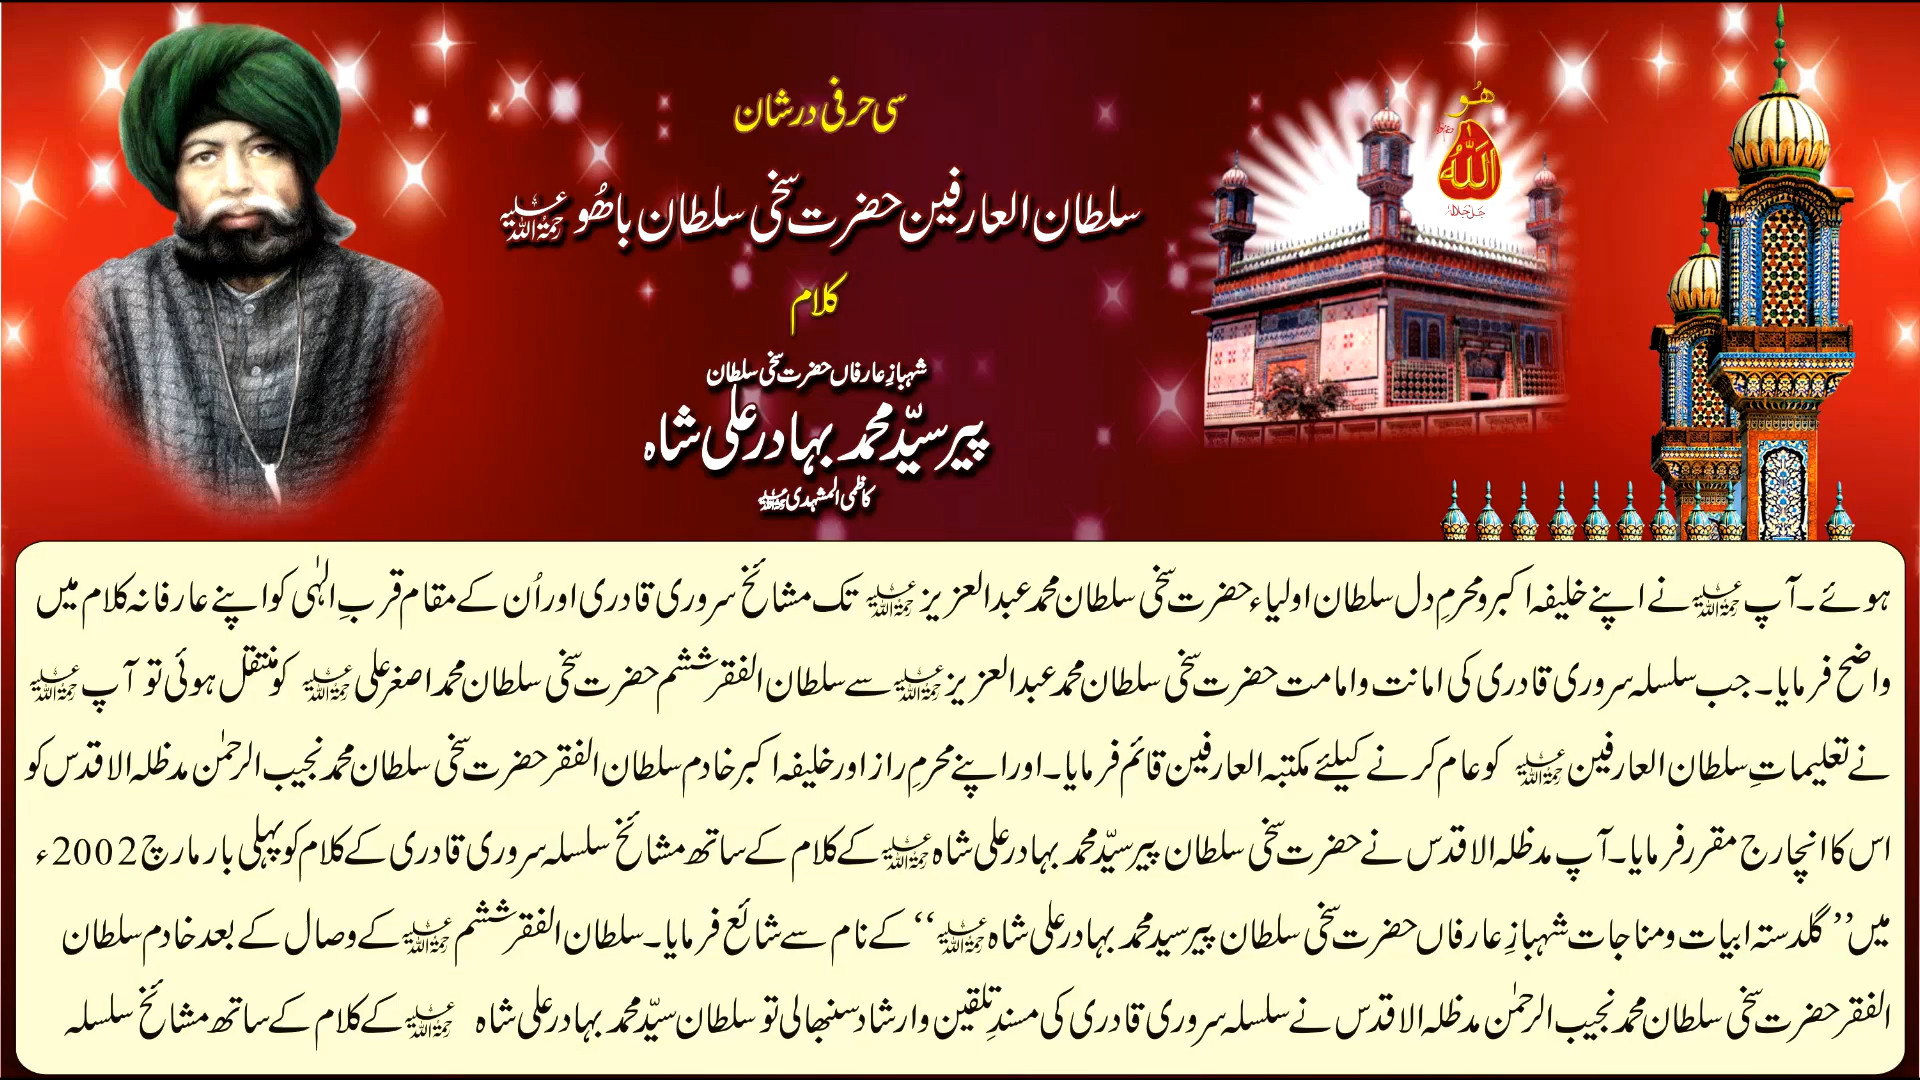 سی حرفی در شان
سلطان العارفین حضرت سخی سلطان باھُو رحمۃ اللہ علیہ
کلام
شہبازِ عارفاں حضرت سخی سلطان
پیر سیّد محمد بہادر علی شاہ
کاظمی المشہدی رحمۃ اللہ علیہ
ھُو
اللہ
جل جلالہٗ
ہوئے۔ آپ رحمۃ اللہ علیہ نے اپنے خلیفہ اکبر و محرمِ دل سلطان اولیاء حضرت سخی سلطان محمد عبدالعزیز رحمۃ اللہ علیہ تک مشائخ سروری قادری اور اُن کے مقام قربِ الٰہی کو اپنے عارفانہ کلام میں
واضح فرمایا۔ جب سلسلہ سروری قادری کی امانت و امامت حضرت سخی سلطان محمد عبدالعزیز رحمۃ اللہ علیہ سے سلطان الفقر ششم حضرت سخی سلطان محمد اصغر علی رحمۃ اللہ علیہ کو منتقل ہوئی تو آپ رحمۃ اللہ علیہ
نے تعلیماتِ سلطان العارفین رحمۃ اللہ علیہ کو عام کرنے کیلئے مکتبہ العارفین قائم فرمایا۔ اور اپنے محرمِ راز اور خلیفہ اکبر خادم سلطان الفقر حضرت سخی سلطان محمد نجیب الرحمٰن مدظلہ الاقدس کو
اس کا انچارج مقرر فرمایا۔ آپ مدظلہ الاقدس نے حضرت سخی سلطان پیر سیّد محمد بہادر علی شاہ رحمۃ اللہ علیہ کے کلام کے ساتھ مشائخ سلسلہ سروری قادری کے کلام کو پہلی بار مارچ 2002ء
میں ’’گلدستہ ابیات و مناجات شہبازِ عارفاں حضرت سخی سلطان پیر سید محمد بہادر علی شاہ رحمۃ اللہ علیہ‘‘ کے نام سے شائع فرمایا۔ سلطان الفقر ششم رحمۃ اللہ علیہ کے وصال کے بعد خادم سلطان
الفقر حضرت سخی سلطان محمد نجیب الرحمٰن مدظلہ الاقدس نے سلسلہ سروری قادری کی مسندِ تلقین و ارشاد سنبھالی تو سلطان سیّد محمد بہادر علی شاہ رحمۃ اللہ علیہ کے کلام کے ساتھ مشائخ سلسلہ